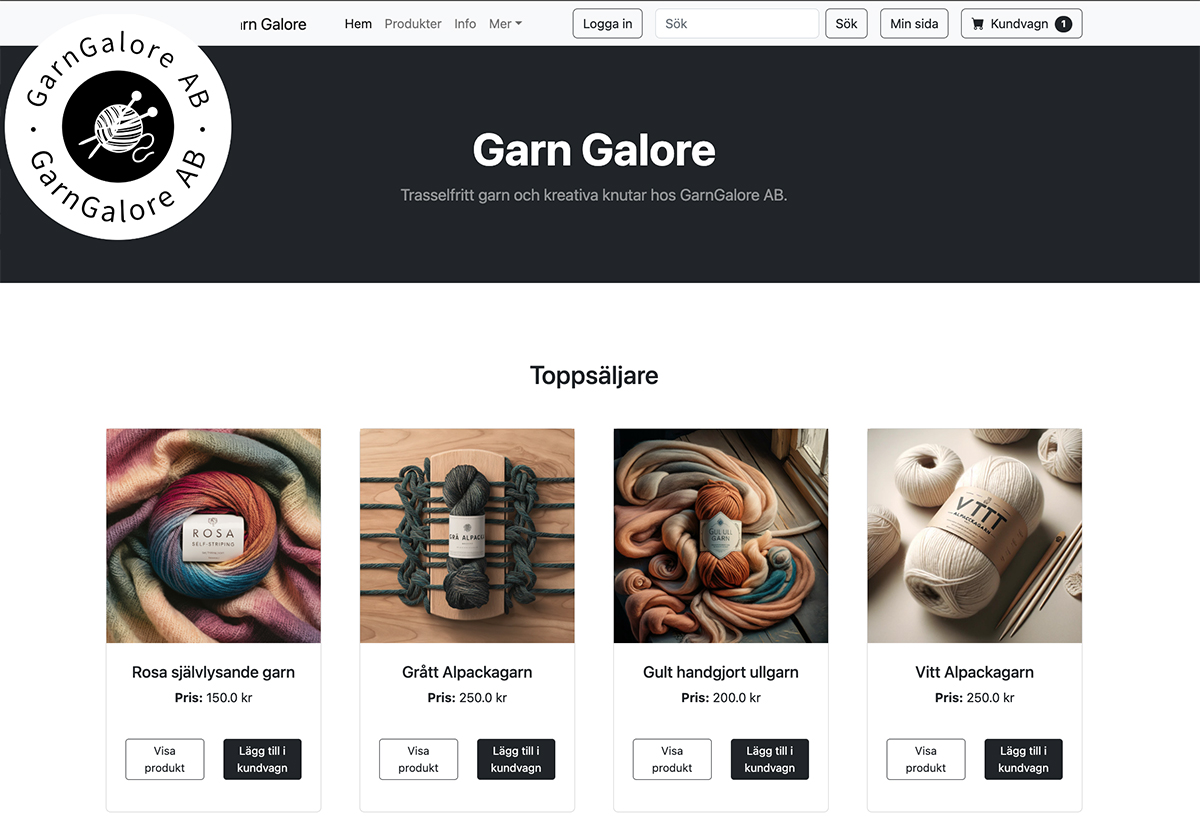 ırn Galore
Hem Produkter Info Mer
Logga in
Sök
Sök
Min sida
Kundvagn 1
GarnGalore AB
GarnGalore AB
Garn Galore
Trasselfritt garn och kreativa knutar hos GarnGalore AB.
Toppsäljare
ROSA
SELF-STRIPING
GRÅ ALPACK
GUL ULL
GARN
VTTT
ALPACKAGARN
Rosa självlysande garn
Pris: 150.0 kr
Visa
produkt
Lägg till i
kundvagn
Grått Alpackagarn
Pris: 250.0 kr
Visa
produkt
Lägg till i
kundvagn
Gult handgjort ullgarn
Pris: 200.0 kr
Visa
produkt
Lägg till i
kundvagn
Vitt Alpackagarn
Pris: 250.0 kr
Visa
produkt
Lägg till i
kundvagn